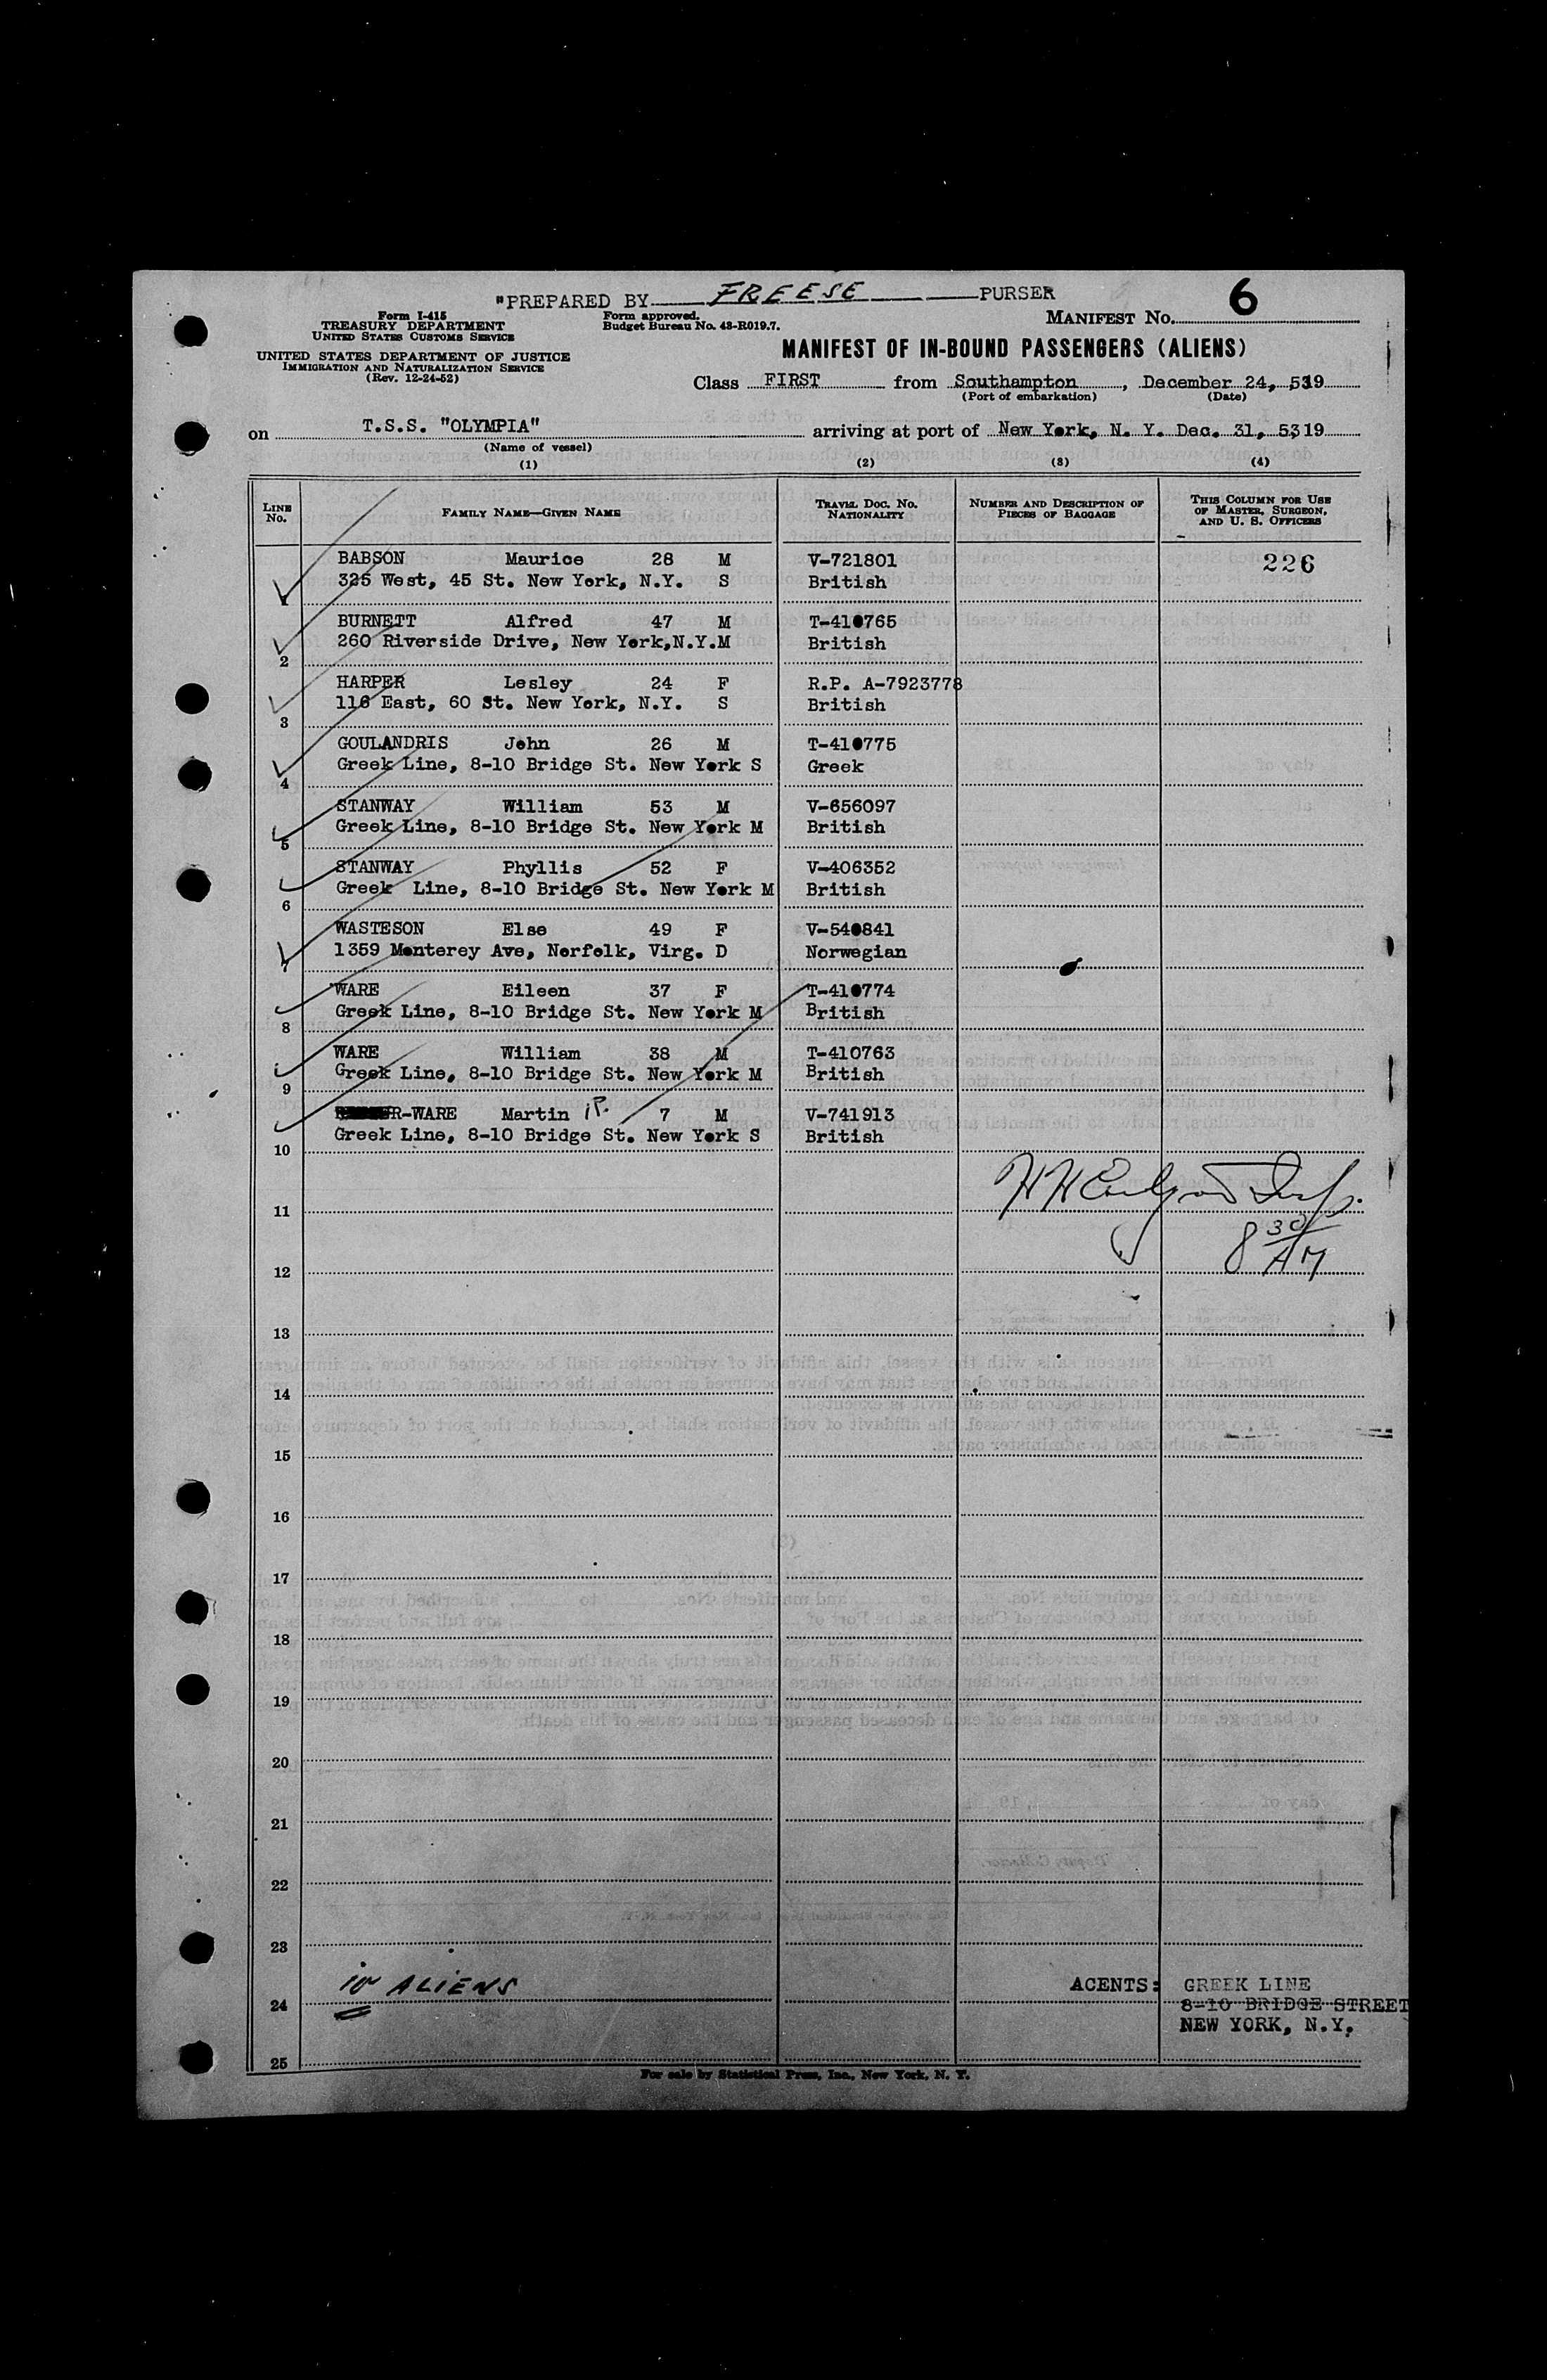 "PREPARED BY FREESE PURSER
6
Form I-415
TREASURY DEPARTMENT
UNITED STATES CUSTOMS SERVICE
Form approved.
Budget Bureau No. 43-R019.7.
MANIFEST No.
UNITED STATES DEPARTMENT OF JUSTICE
IMMIGRATION AND NATURALIZATION SERVICE
(Rev. 12-24-52)
MANIFEST OF IN-BOUND PASSENGERS (ALIENS)
Class FIRST from Southampton, December 24, 5319
(Port of embarkation) (Date)
on T.S.S. "OLYMPIA" arriving at port of New York, N. Y. Dec. 31, 5319
(Name of vessel)
(1) (2) (3) (4)
LINE No. FAMILY NAME—GIVEN NAME TRAVEL DOC. NO. NATIONALITY NUMBER AND DESCRIPTION OF PIECES OF BAGGAGE THIS COLUMN FOR USE OF MASTER, SURGEON, AND U. S. OFFICERS
BABSON Maurice 28 M V-721801 226
325 West, 45 St. New York, N.Y. S British
1
BURNETT Alfred 47 M T-410765
260 Riverside Drive, New York,N.Y.M British
2
HARPER Lesley 24 F R.P. A-7923778
116 East, 60 St. New York, N.Y. S British
3
GOULANDRIS John 26 M T-410775
Greek Line, 8-10 Bridge St. New York S Greek
4
STANWAY William 53 M V-656097
Greek Line, 8-10 Bridge St. New York M British
5
STANWAY Phyllis 52 F V-406352
Greek Line, 8-10 Bridge St. New York M British
6
WASTESON Else 49 F V-540841
1359 Monterey Ave, Norfolk, Virg. D Norwegian
7
WARE Eileen 37 F T-410774
Greek Line, 8-10 Bridge St. New York M British
8
WARE William 38 M T-410763
Greek Line, 8-10 Bridge St. New York M British
9
R-WARE Martin P. 7 M V-741913
Greek Line, 8-10 Bridge St. New York S British
10
11
8 30 AM
12
13
14
15
16
17
18
19
20
21
22
23
10 ALIENS
AGENTS: GREEK LINE
24
8-10 BRIDGE STREET
NEW YORK, N.Y.
25
For sale by Statistical Press, Inc., New York, N. Y.